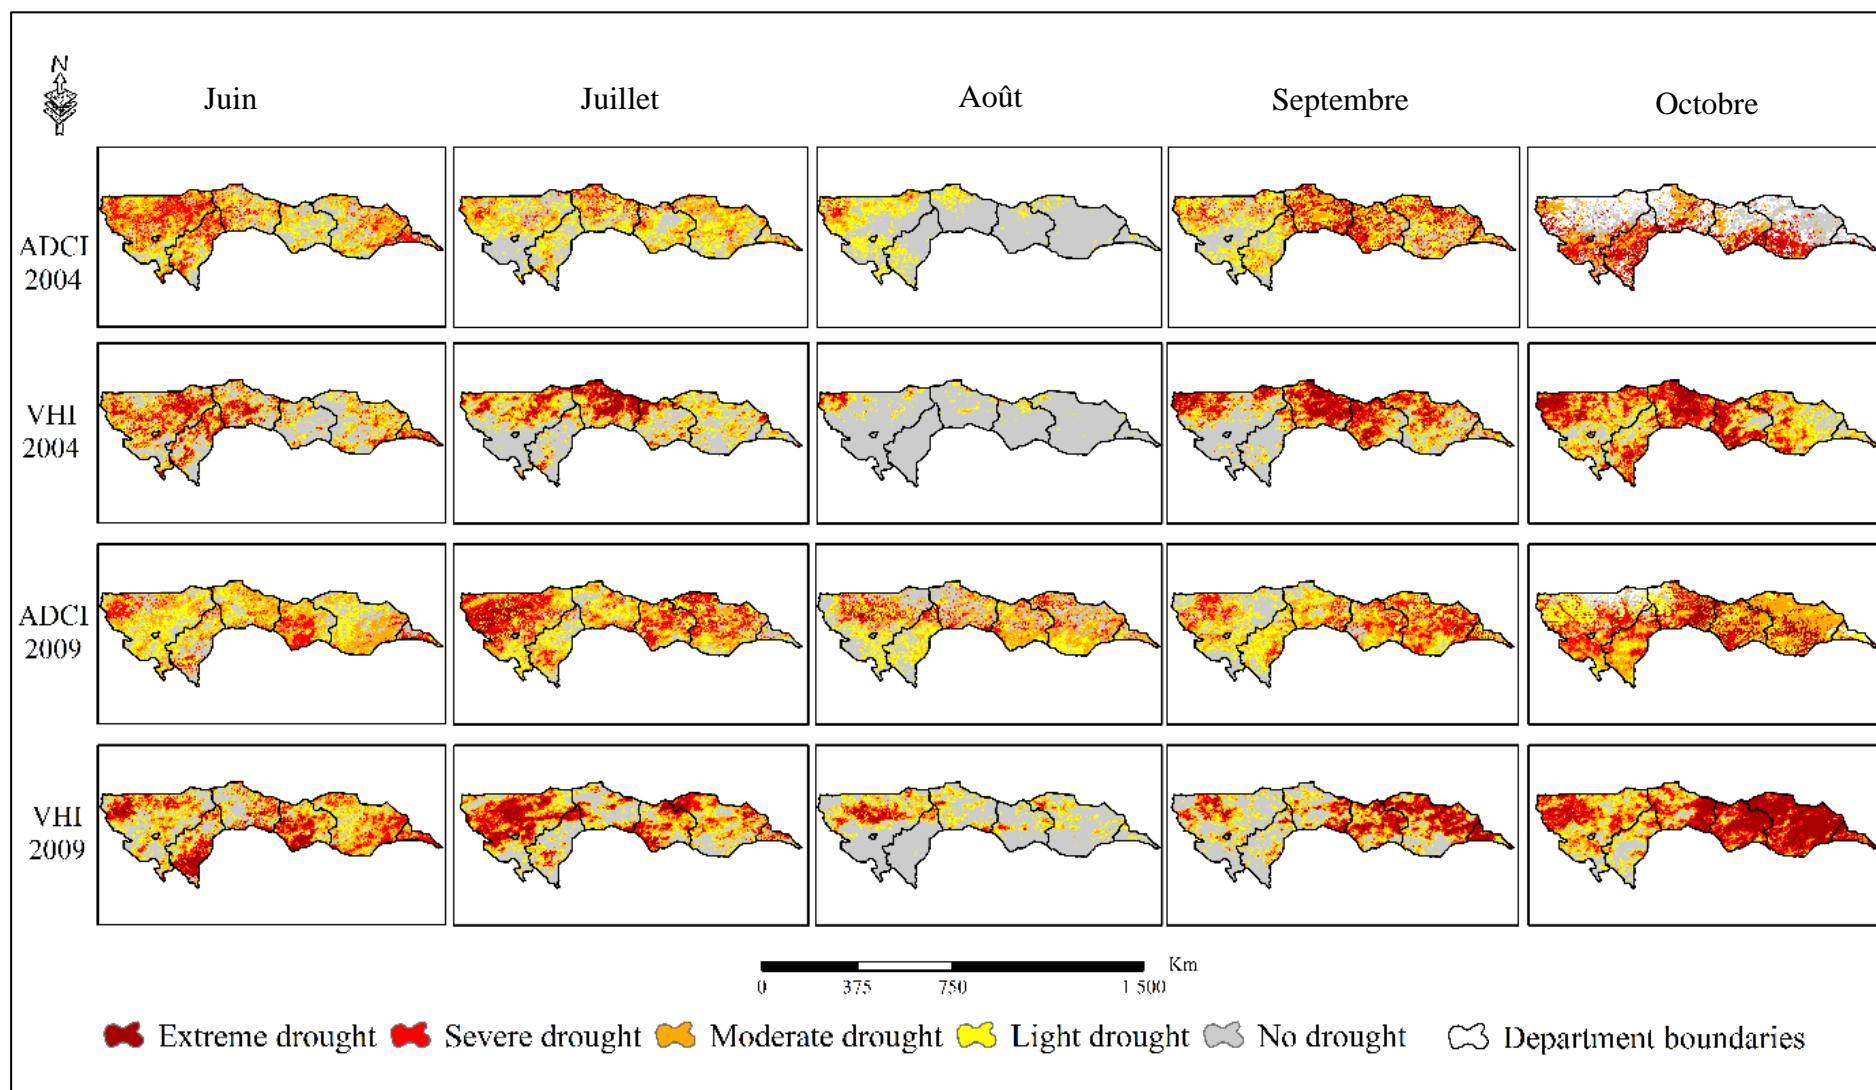 N
Juin Juillet Août Septembre Octobre
ADCI
2004
VHI
2004
ADCI
2009
VHI
2009
Km
0 375 750 1 500
Extreme drought Severe drought Moderate drought Light drought No drought Department boundaries